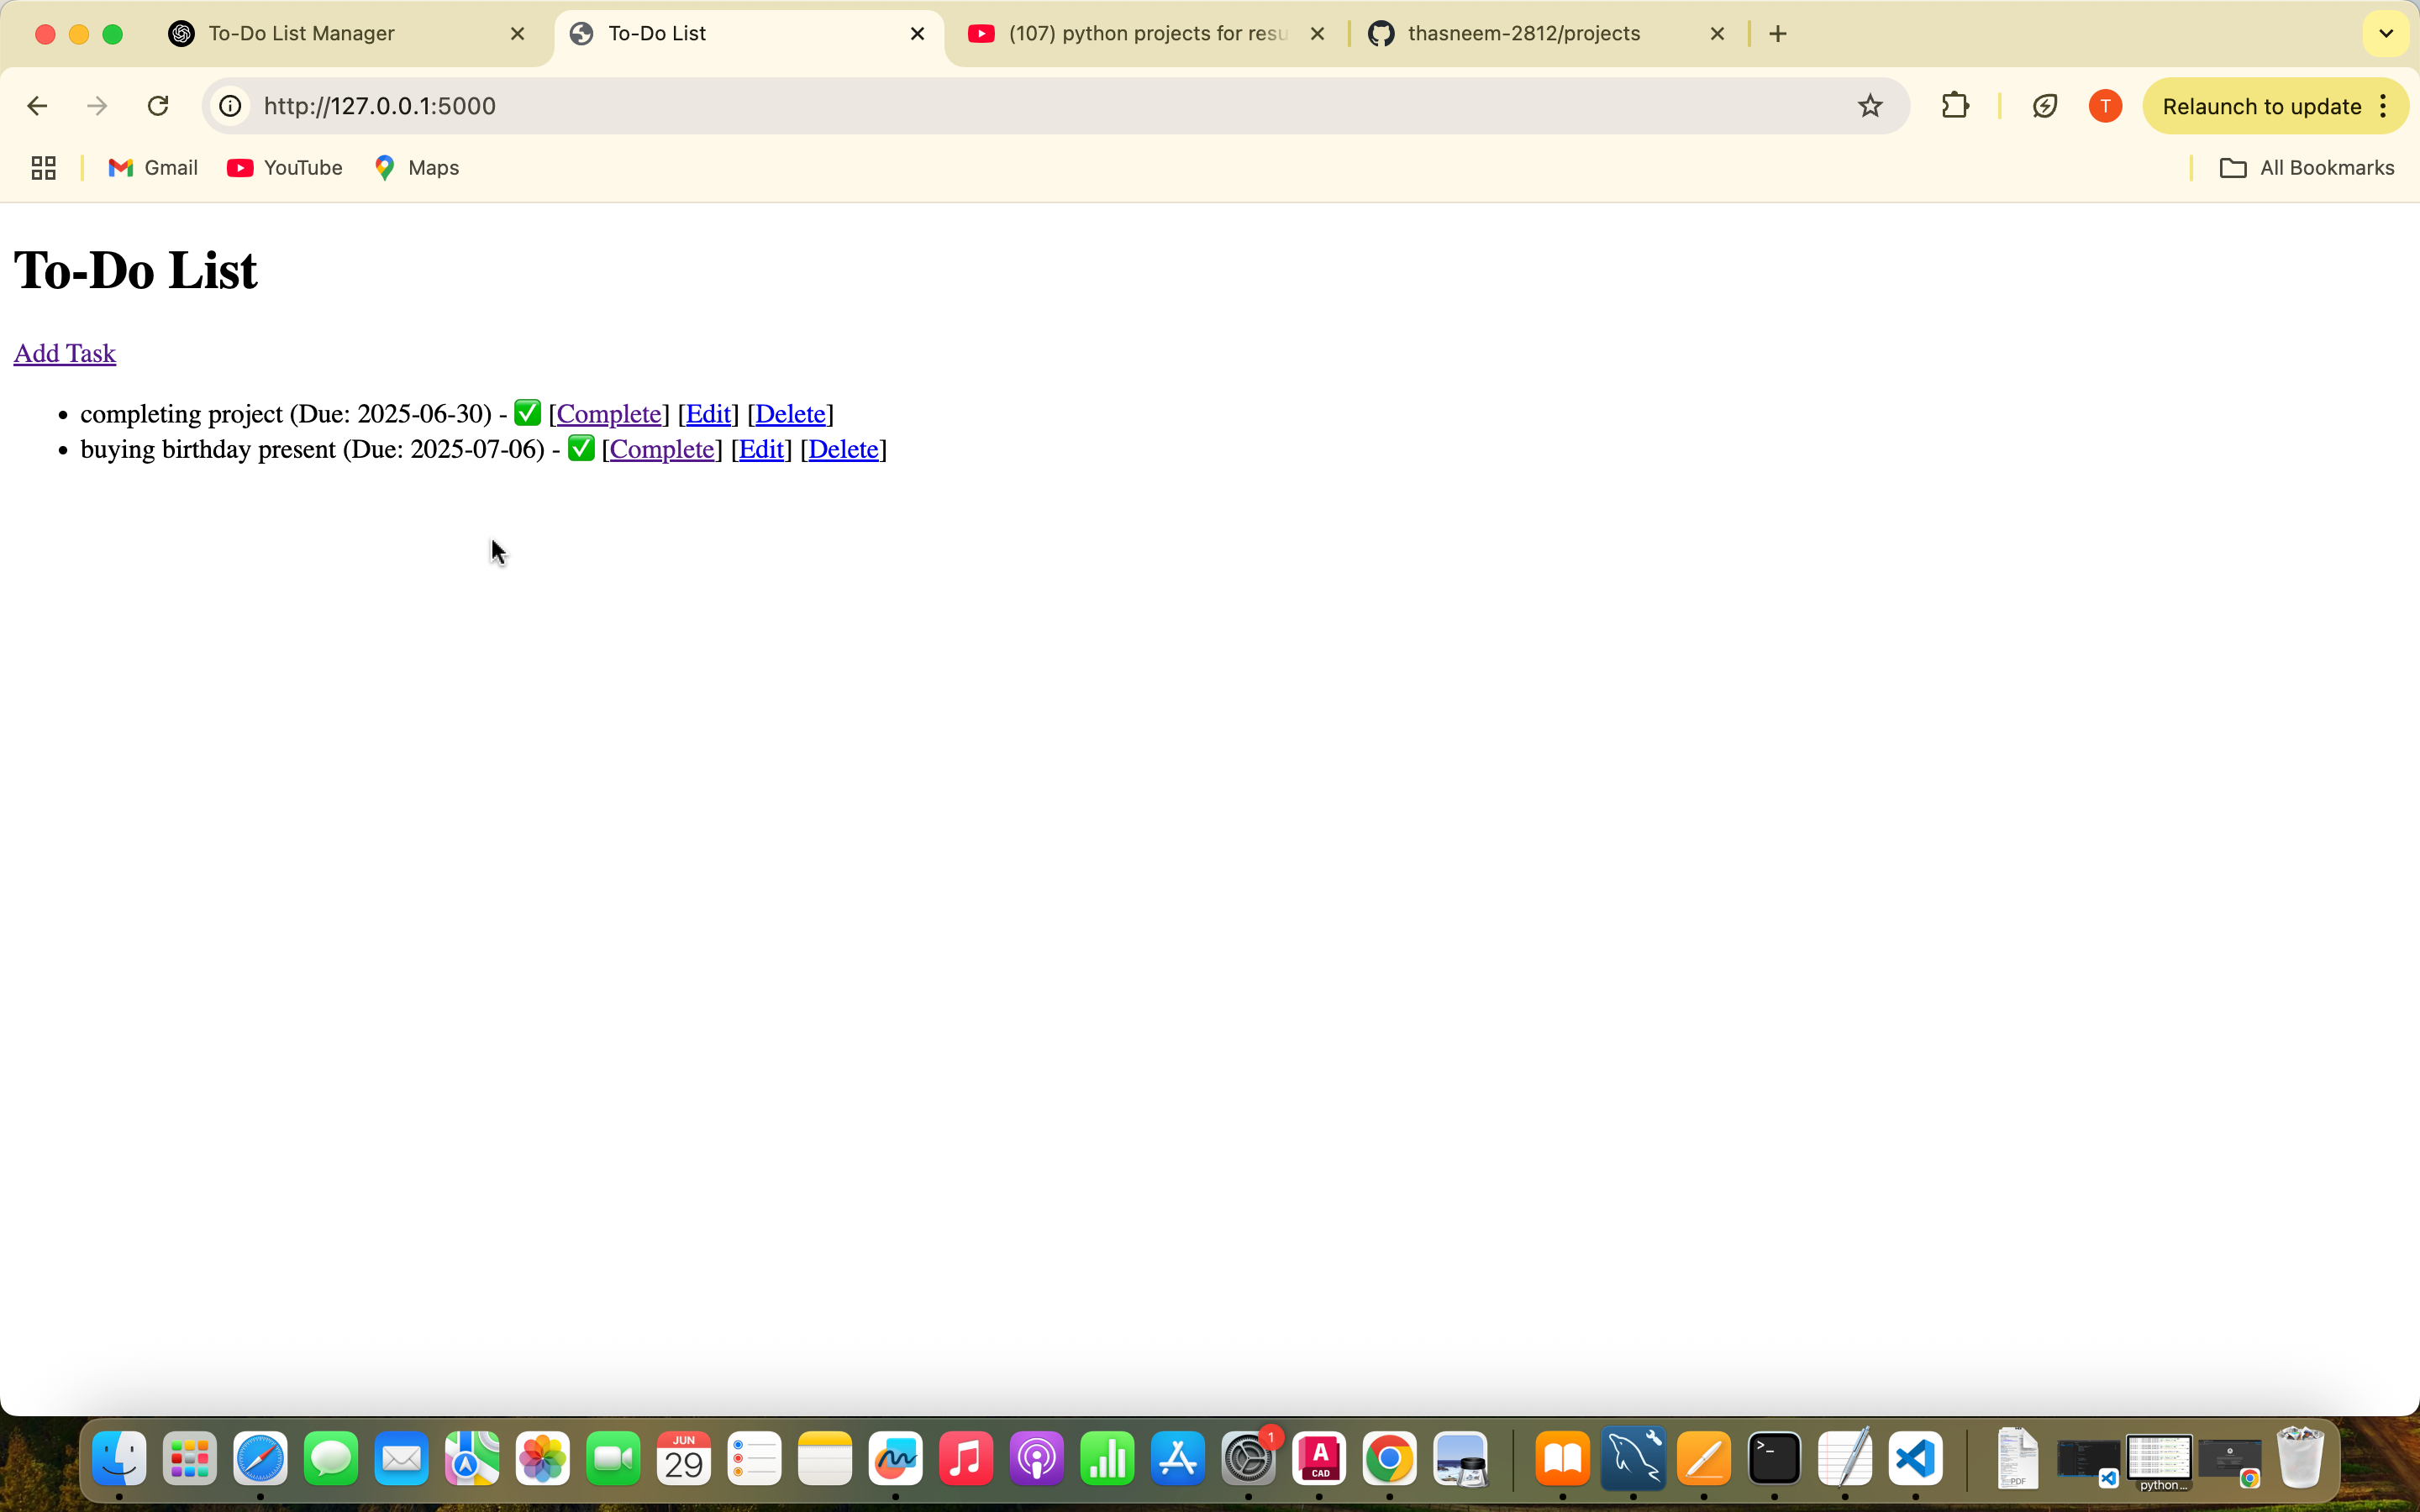 To-Do List Manager
To-Do List
(107) python projects for resu
thasneem-2812/projects
http://127.0.0.1:5000
T
Relaunch to update
Gmail
YouTube
Maps
All Bookmarks
To-Do List
Add Task
• completing project (Due: 2025-06-30) - ✅ [Complete] [Edit] [Delete]
• buying birthday present (Due: 2025-07-06) - ✅ [Complete] [Edit] [Delete]
JUN
29
1
A
CAD
>_
PDF
python...